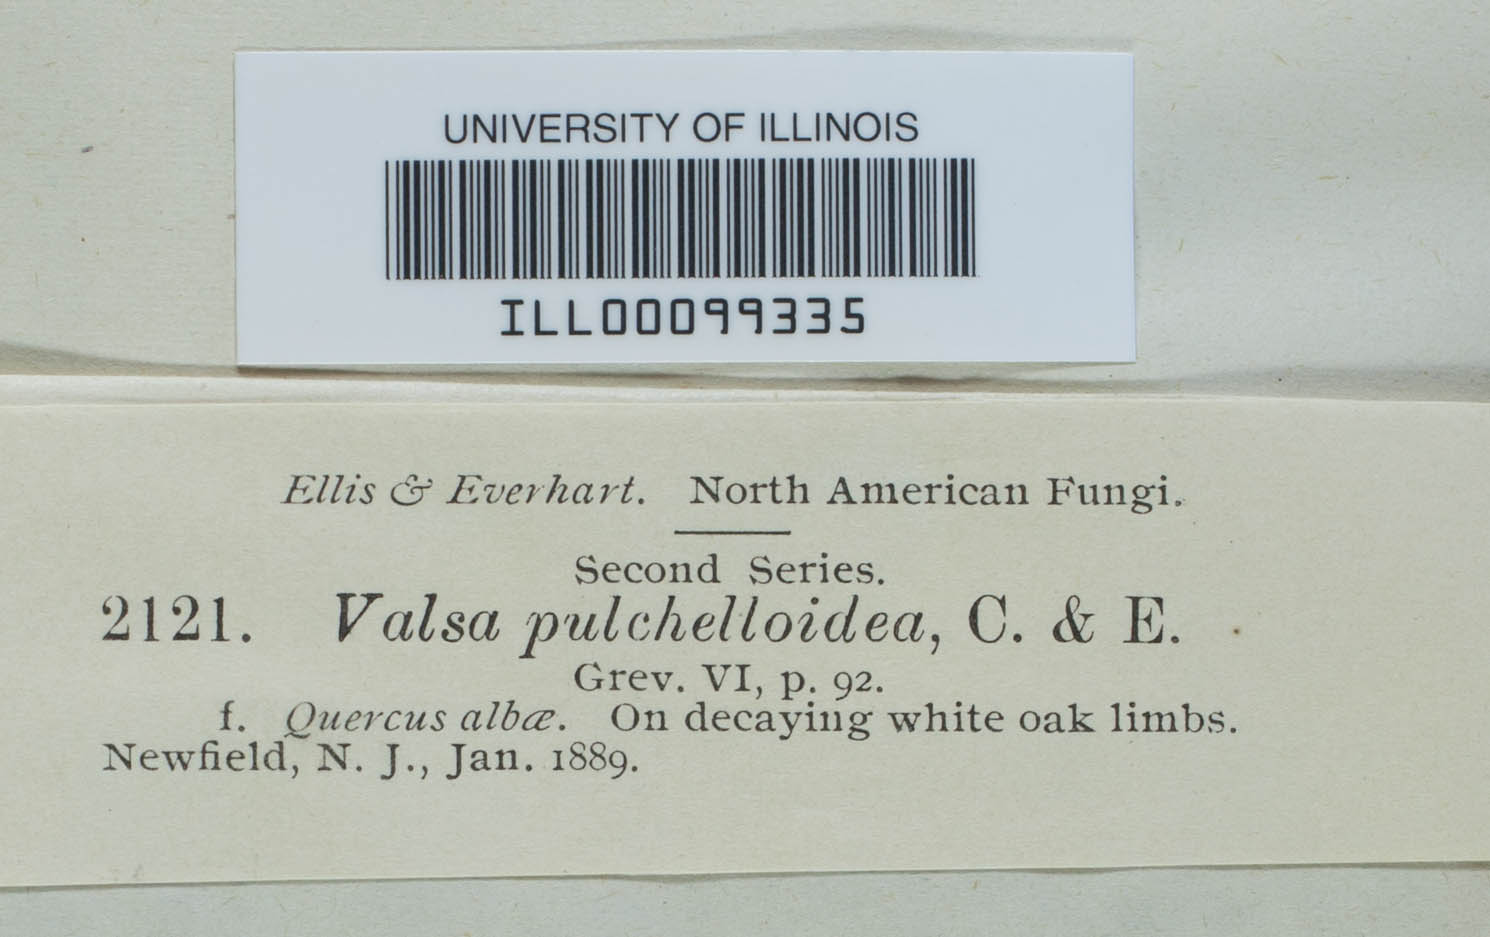 UNIVERSITY OF ILLINOIS
ILL00099335
Ellis & Everhart. North American Fungi.
Second Series.
2121. Valsa pulchelloidea, C. & E.
Grev. VI, p. 92.
f. Quercus albæ. On decaying white oak limbs.
Newfield, N. J., Jan. 1889.